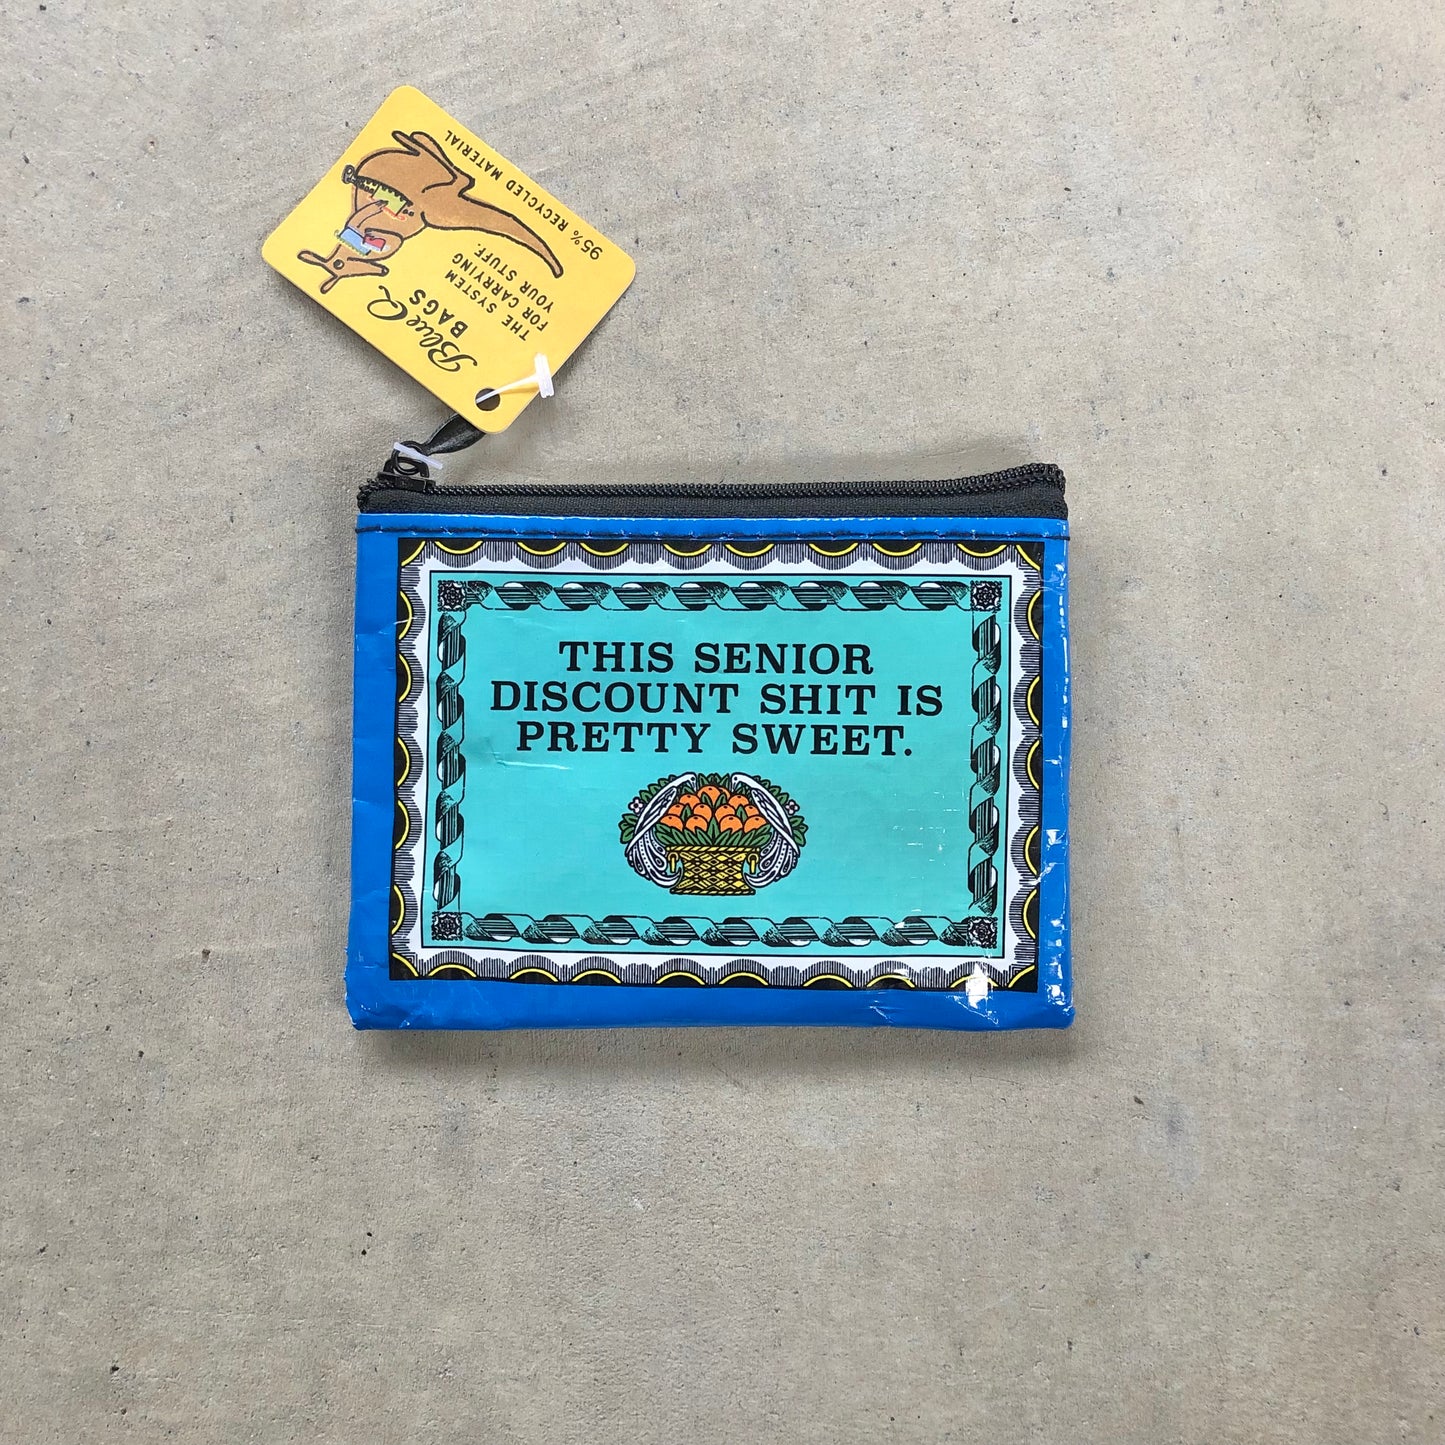 Blue Q
BAGS
THE SYSTEM
FOR CARRYING
YOUR STUFF.
95% RECYCLED MATERIAL
THIS SENIOR
DISCOUNT SHIT IS
PRETTY SWEET.